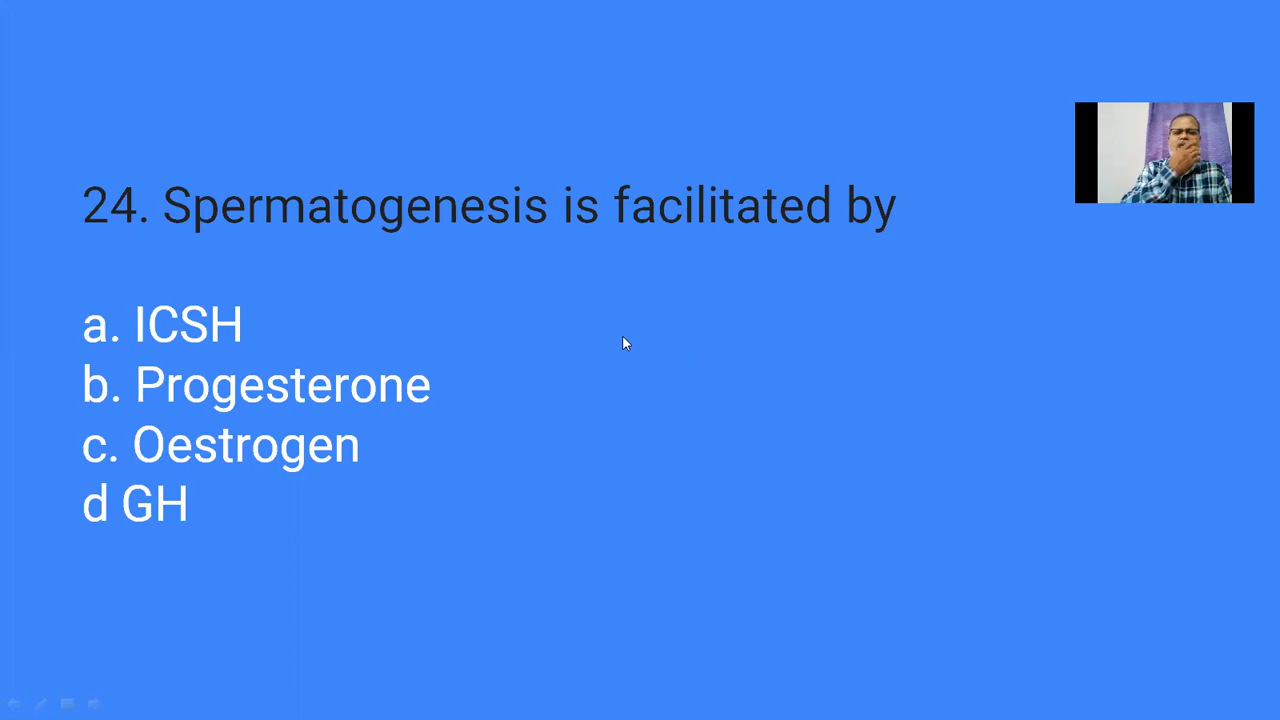 24. Spermatogenesis is facilitated by
a. ICSH
b. Progesterone
c. Oestrogen
d GH